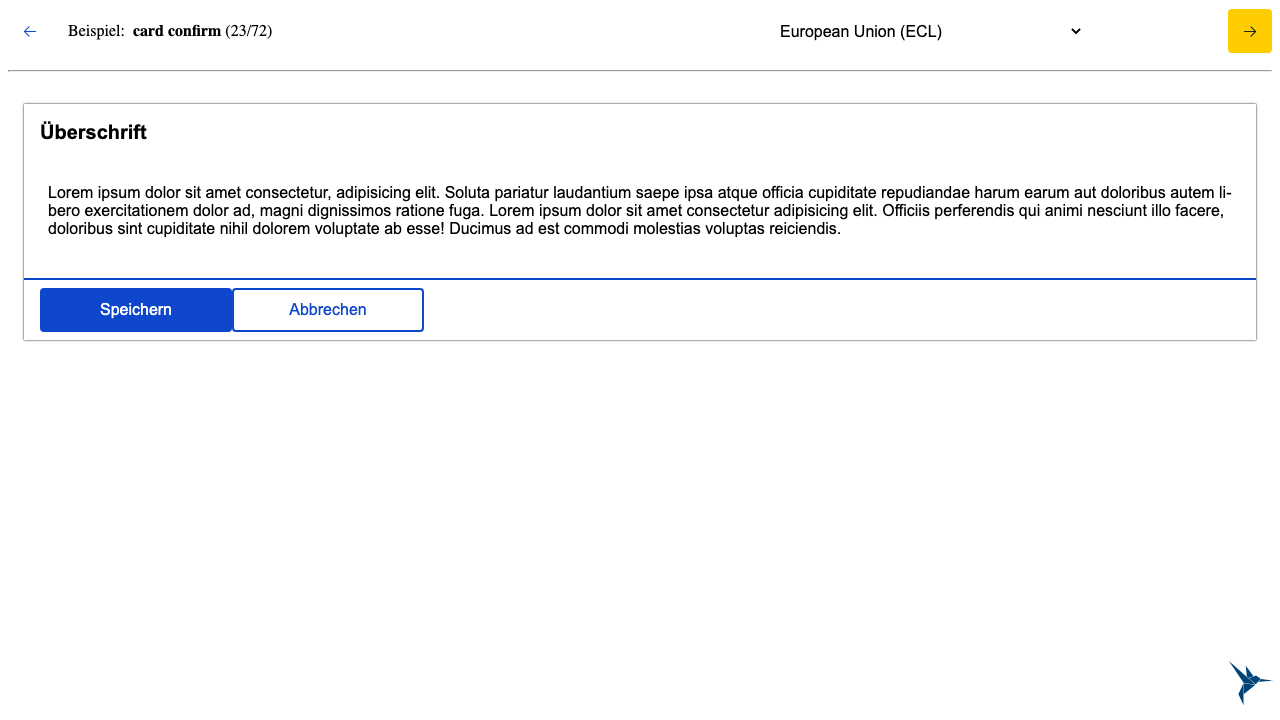 Beispiel: card confirm (23/72)
European Union (ECL)
Überschrift
Lorem ipsum dolor sit amet consectetur, adipisicing elit. Soluta pariatur laudantium saepe ipsa atque officia cupiditate repudiandae harum earum aut doloribus autem li-
bero exercitationem dolor ad, magni dignissimos ratione fuga. Lorem ipsum dolor sit amet consectetur adipisicing elit. Officiis perferendis qui animi nesciunt illo facere,
doloribus sint cupiditate nihil dolorem voluptate ab esse! Ducimus ad est commodi molestias voluptas reiciendis.
Speichern
Abbrechen